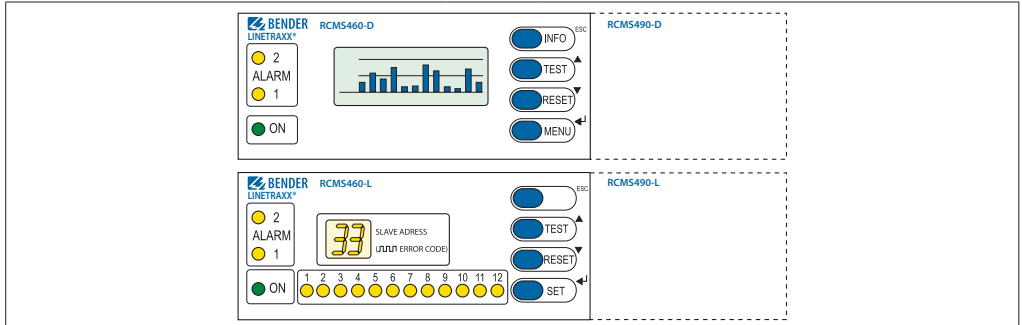 BENDER RCMS460-D
LINETRAXX®
RCMS490-D
2
ALARM
1
ON
INFO ESC
TEST
RESET
MENU
BENDER RCMS460-L
LINETRAXX®
RCMS490-L
2
ALARM
1
ON
33 SLAVE ADRESS
( ERROR CODE)
1 2 3 4 5 6 7 8 9 10 11 12
ESC
TEST
RESET
SET